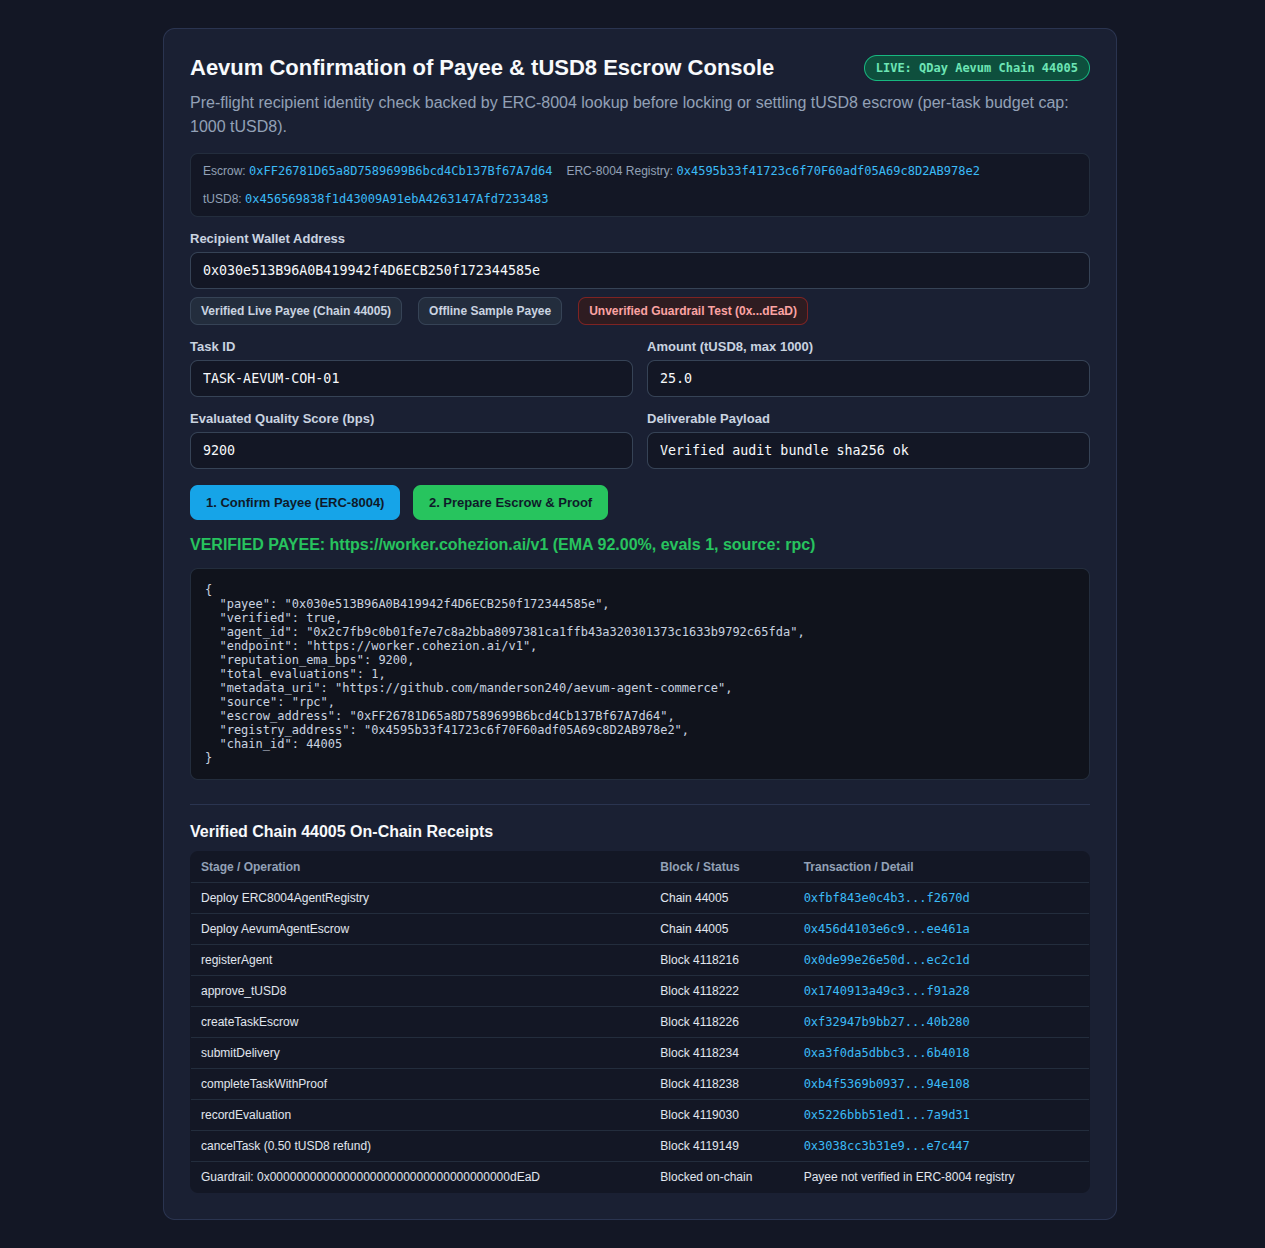 Aevum Confirmation of Payee & tUSD8 Escrow Console
LIVE: QDay Aevum Chain 44005
Pre-flight recipient identity check backed by ERC-8004 lookup before locking or settling tUSD8 escrow (per-task budget cap:
1000 tUSD8).
Escrow: 0xFF26781D65a8D7589699B6bcd4Cb137Bf67A7d64 ERC-8004 Registry: 0x4595b33f41723c6f70F60adf05A69c8D2AB978e2
tUSD8: 0x456569838f1d43009A91ebA4263147Afd7233483
Recipient Wallet Address
0x030e513B96A0B419942f4D6ECB250f172344585e
Verified Live Payee (Chain 44005) Offline Sample Payee Unverified Guardrail Test (0x...dEaD)
Task ID Amount (tUSD8, max 1000)
TASK-AEVUM-COH-01 25.0
Evaluated Quality Score (bps) Deliverable Payload
9200 Verified audit bundle sha256 ok
1. Confirm Payee (ERC-8004) 2. Prepare Escrow & Proof
VERIFIED PAYEE: https://worker.cohezion.ai/v1 (EMA 92.00%, evals 1, source: rpc)
{
"payee": "0x030e513B96A0B419942f4D6ECB250f172344585e",
"verified": true,
"agent_id": "0x2c7fb9c0b01fe7e7c8a2bba8097381ca1ffb43a320301373c1633b9792c65fda",
"endpoint": "https://worker.cohezion.ai/v1",
"reputation_ema_bps": 9200,
"total_evaluations": 1,
"metadata_uri": "https://github.com/manderson240/aevum-agent-commerce",
"source": "rpc",
"escrow_address": "0xFF26781D65a8D7589699B6bcd4Cb137Bf67A7d64",
"registry_address": "0x4595b33f41723c6f70F60adf05A69c8D2AB978e2",
"chain_id": 44005
}
Verified Chain 44005 On-Chain Receipts
Stage / Operation Block / Status Transaction / Detail
Deploy ERC8004AgentRegistry Chain 44005 0xfbf843e0c4b3...f2670d
Deploy AevumAgentEscrow Chain 44005 0x456d4103e6c9...ee461a
registerAgent Block 4118216 0x0de99e26e50d...ec2c1d
approve_tUSD8 Block 4118222 0x1740913a49c3...f91a28
createTaskEscrow Block 4118226 0xf32947b9bb27...40b280
submitDelivery Block 4118234 0xa3f0da5dbbc3...6b4018
completeTaskWithProof Block 4118238 0xb4f5369b0937...94e108
recordEvaluation Block 4119030 0x5226bbb51ed1...7a9d31
cancelTask (0.50 tUSD8 refund) Block 4119149 0x3038cc3b31e9...e7c447
Guardrail: 0x000000000000000000000000000000000000dEaD Blocked on-chain Payee not verified in ERC-8004 registry